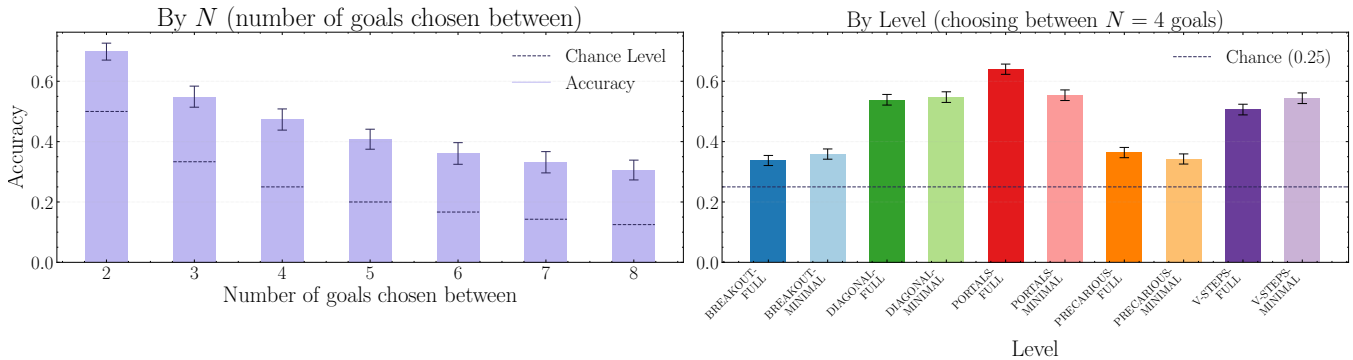 By N (number of goals chosen between)
Chance Level
Accuracy
Accuracy
0.6
0.4
0.2
0.0
2
3
4
5
6
7
8
Number of goals chosen between
By Level (choosing between N = 4 goals)
Chance (0.25)
0.6
0.4
0.2
0.0
BREAKOUT-
FULL
BREAKOUT-
MINIMAL
DIAGONAL-
FULL
DIAGONAL-
MINIMAL
PORTALS-
FULL
PORTALS-
MINIMAL
PRECARIOUS-
FULL
PRECARIOUS-
MINIMAL
V-STEPS-
FULL
V-STEPS-
MINIMAL
Level